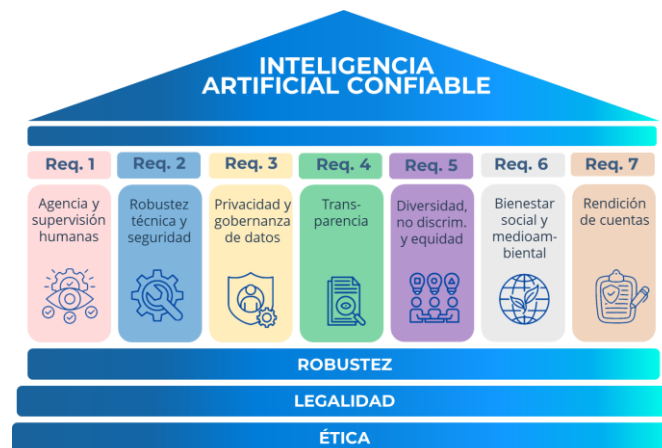 INTELIGENCIA
ARTIFICIAL CONFIABLE
Req. 1
Req. 2
Req. 3
Req. 4
Req. 5
Req. 6
Req. 7
Agencia y
supervisión
humanas
Robustez
técnica y
seguridad
Privacidad y
gobernanza
de datos
Trans-
parencia
Diversidad,
no discrim.
y equidad
Bienestar
social y
medioam-
biental
Rendición
de cuentas
ROBUSTEZ
LEGALIDAD
ÉTICA